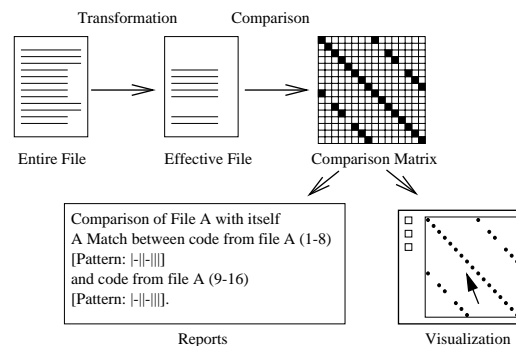 Transformation
Comparison
Entire File
Effective File
Comparison Matrix
Comparison of File A with itself
A Match between code from file A (1-8)
[Pattern: |-||-|||]
and code from file A (9-16)
[Pattern: |-||-|||].
Reports
Visualization